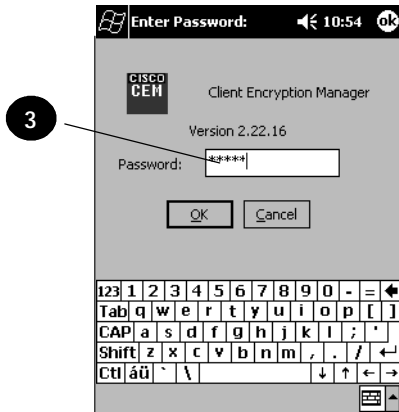 Enter Password: 10:54 ok
CISCO
CEM
Client Encryption Manager
Version 2.22.16
3
Password: *****
OK Cancel
123 1 2 3 4 5 6 7 8 9 0 - =
Tab q w e r t y u i o p [ ]
CAP a s d f g h j k l ; '
Shift z x c v b n m , . /
Ctl áü ` \